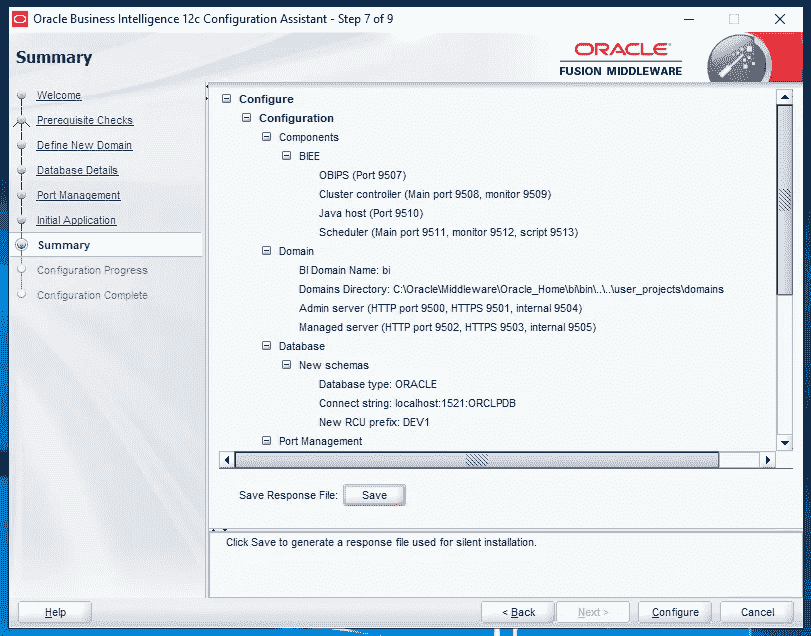 Oracle Business Intelligence 12c Configuration Assistant - Step 7 of 9
Summary
ORACLE
FUSION MIDDLEWARE
Welcome
Prerequisite Checks
Define New Domain
Database Details
Port Management
Initial Application
Summary
Configuration Progress
Configuration Complete
Configure
Configuration
Components
BIEE
OBIPS (Port 9507)
Cluster controller (Main port 9508, monitor 9509)
Java host (Port 9510)
Scheduler (Main port 9511, monitor 9512, script 9513)
Domain
BI Domain Name: bi
Domains Directory: C:\Oracle\Middleware\Oracle_Home\bi\bin\..\..\user_projects\domains
Admin server (HTTP port 9500, HTTPS 9501, internal 9504)
Managed server (HTTP port 9502, HTTPS 9503, internal 9505)
Database
New schemas
Database type: ORACLE
Connect string: localhost:1521:ORCLPDB
New RCU prefix: DEV1
Port Management
Save Response File: Save
Click Save to generate a response file used for silent installation.
Help < Back Next > Configure Cancel